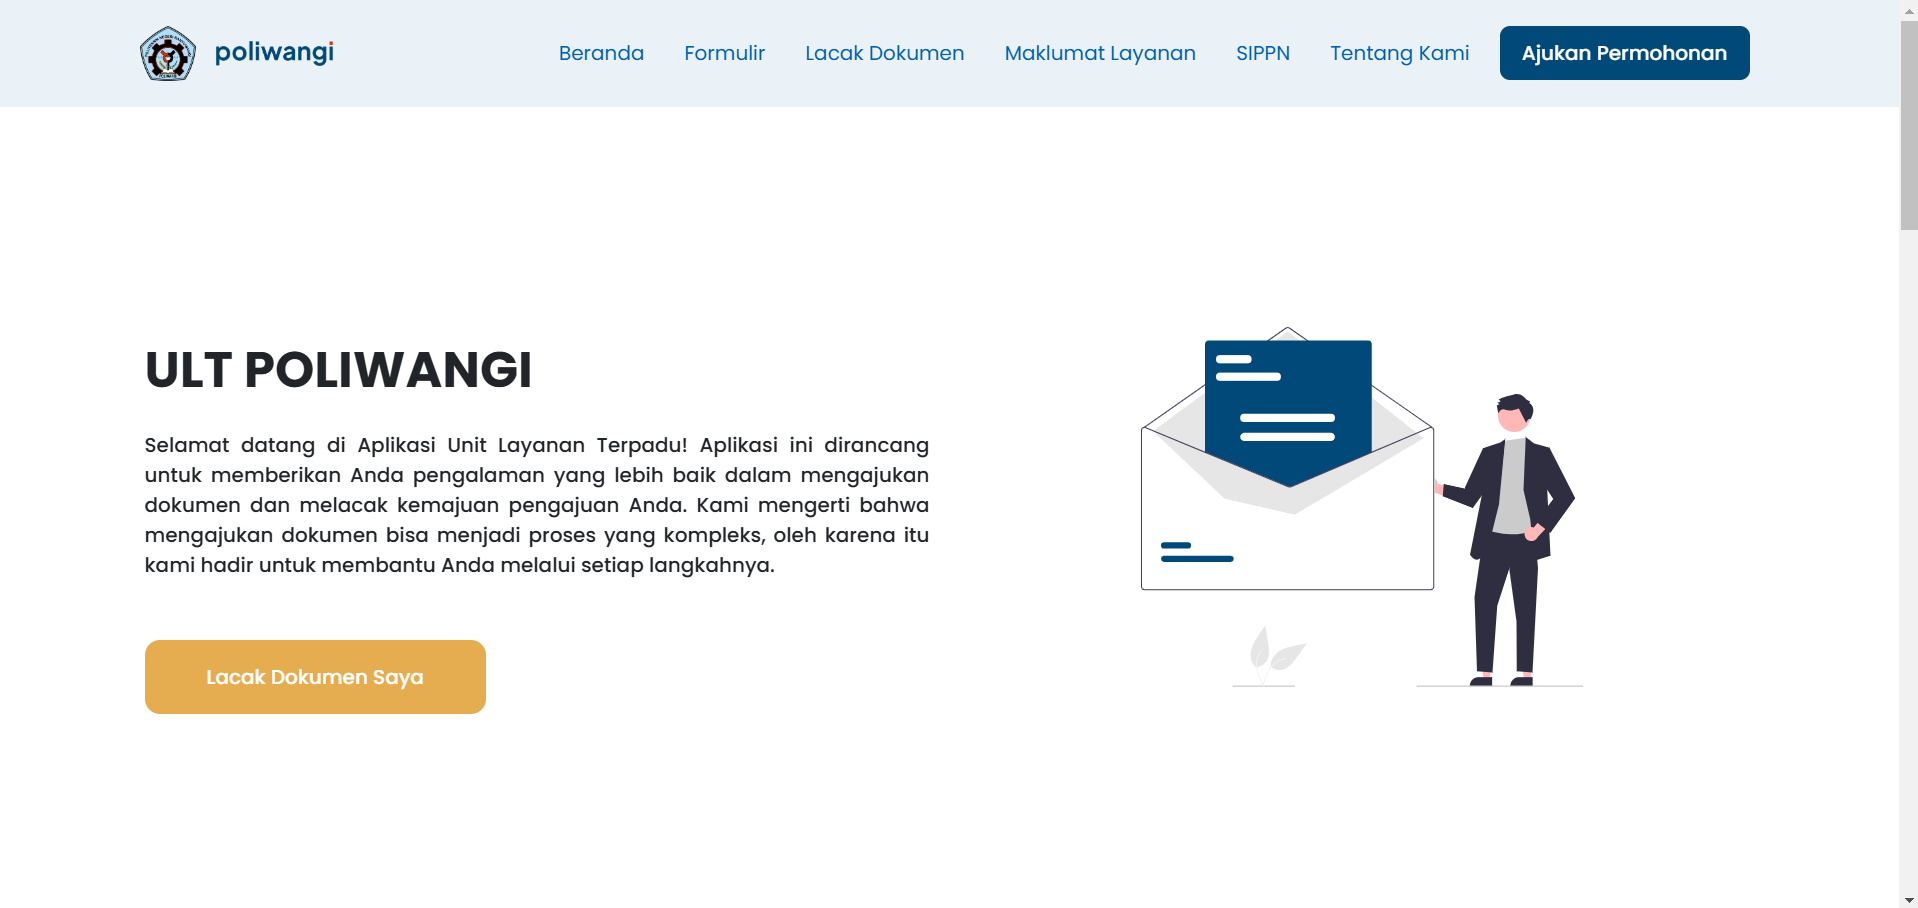 poliwangi
Beranda
Formulir
Lacak Dokumen
Maklumat Layanan
SIPPN
Tentang Kami
Ajukan Permohonan
ULT POLIWANGI
Selamat datang di Aplikasi Unit Layanan Terpadu! Aplikasi ini dirancang
untuk memberikan Anda pengalaman yang lebih baik dalam mengajukan
dokumen dan melacak kemajuan pengajuan Anda. Kami mengerti bahwa
mengajukan dokumen bisa menjadi proses yang kompleks, oleh karena itu
kami hadir untuk membantu Anda melalui setiap langkahnya.
Lacak Dokumen Saya